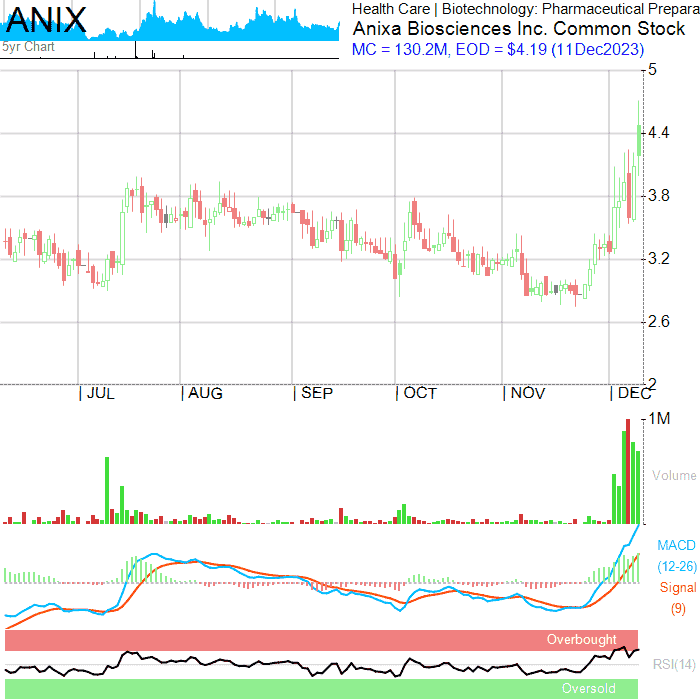 ANIX
5yr Chart
Health Care | Biotechnology: Pharmaceutical Prepara
Anixa Biosciences Inc. Common Stock
MC = 130.2M, EOD = $4.19 (11Dec2023)
5
4.4
3.8
3.2
2.6
2
| JUL | AUG | SEP | OCT | NOV | DEC
1M
Volume
MACD
(12-26)
Signal
(9)
Overbought
RSI(14)
Oversold